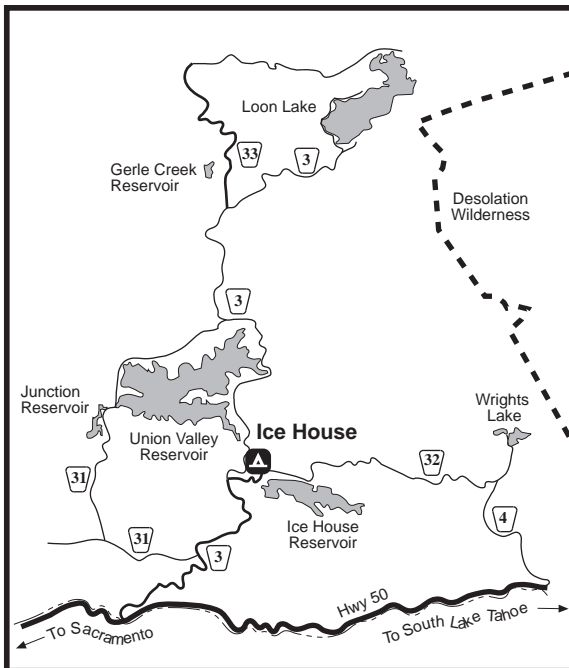 Loon Lake
33
3
Gerle Creek
Reservoir
Desolation
Wilderness
3
Junction
Reservoir
Union Valley
Reservoir
Ice House
Wrights
Lake
31
32
Ice House
Reservoir
31
3
4
Hwy 50
To Sacramento
To South Lake Tahoe